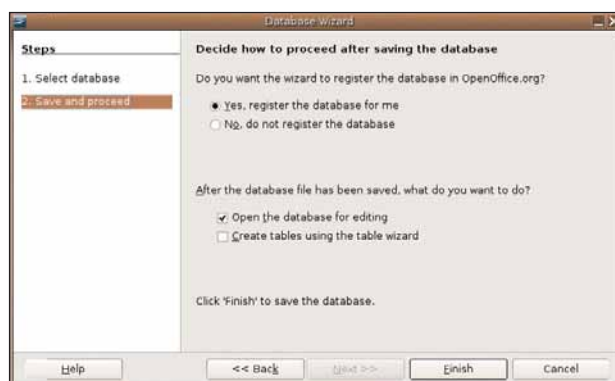 Database Wizard
Steps
1. Select database
2. Save and proceed
Decide how to proceed after saving the database
Do you want the wizard to register the database in OpenOffice.org?
Yes, register the database for me
No, do not register the database
After the database file has been saved, what do you want to do?
Open the database for editing
Create tables using the table wizard
Click 'Finish' to save the database.
Help
<< Back
Next >>
Finish
Cancel